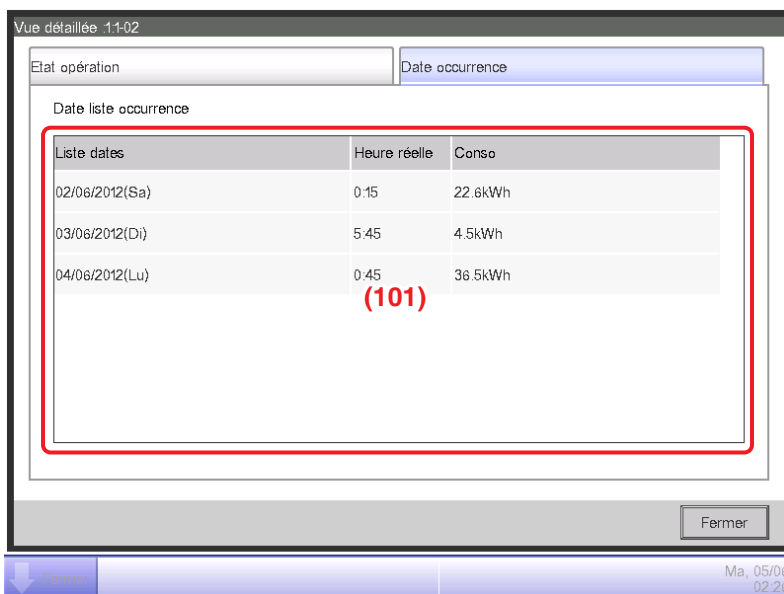 Vue détaillée :1:1-02
Etat opération Date occurrence
Date liste occurrence
Liste dates Heure réelle Conso
02/06/2012(Sa) 0:15 22.6kWh
03/06/2012(Di) 5:45 4.5kWh
04/06/2012(Lu) 0:45 36.5kWh
(101)
Fermer
Fermer Ma, 05/0
02:2